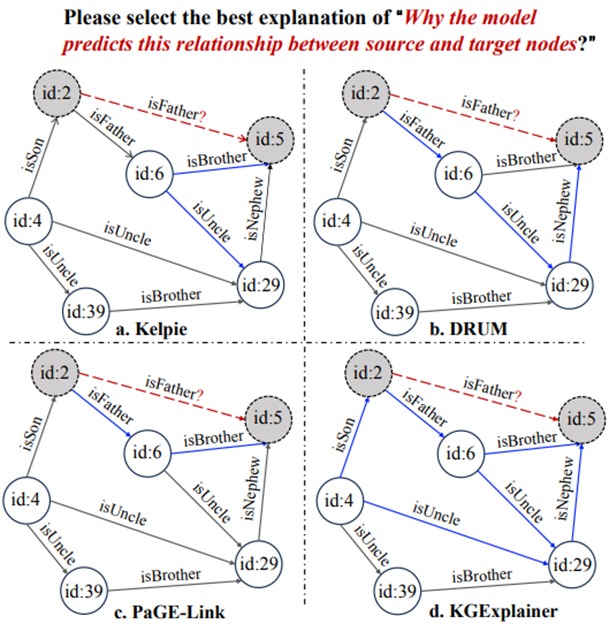 Please select the best explanation of “Why the model
predicts this relationship between source and target nodes?”
id:2
isFather?
id:5
isFather
isSon
id:6
isBrother
isUncle
isNephew
id:4
isUncle
isUncle
id:29
id:39
isBrother
a. Kelpie
id:2
isFather?
id:5
isFather
isSon
id:6
isBrother
isUncle
isNephew
id:4
isUncle
isUncle
id:29
id:39
isBrother
b. DRUM
id:2
isFather?
id:5
isFather
isSon
id:6
isBrother
isUncle
isNephew
id:4
isUncle
isUncle
id:29
id:39
isBrother
c. PaGE-Link
id:2
isFather?
id:5
isFather
isSon
id:6
isBrother
isUncle
isNephew
id:4
isUncle
isUncle
id:29
id:39
isBrother
d. KGExplainer